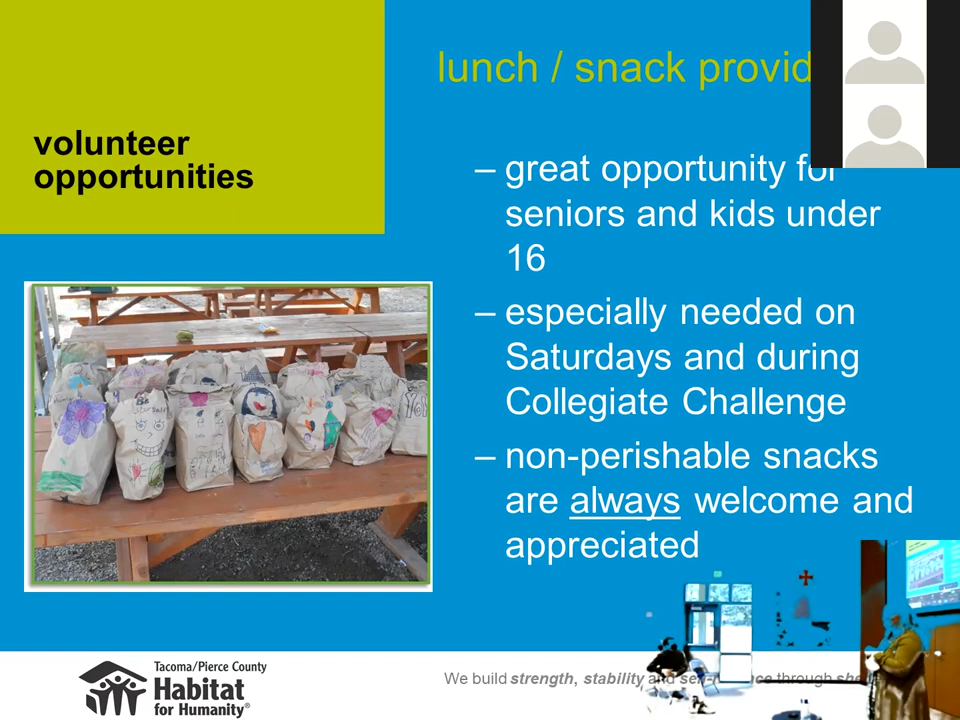 lunch / snack provid
volunteer
opportunities
– great opportunity for
seniors and kids under
16
– especially needed on
Saturdays and during
Collegiate Challenge
– non-perishable snacks
are always welcome and
appreciated
Tacoma/Pierce County
Habitat
for Humanity®
We build strength, stability and self-reliance through